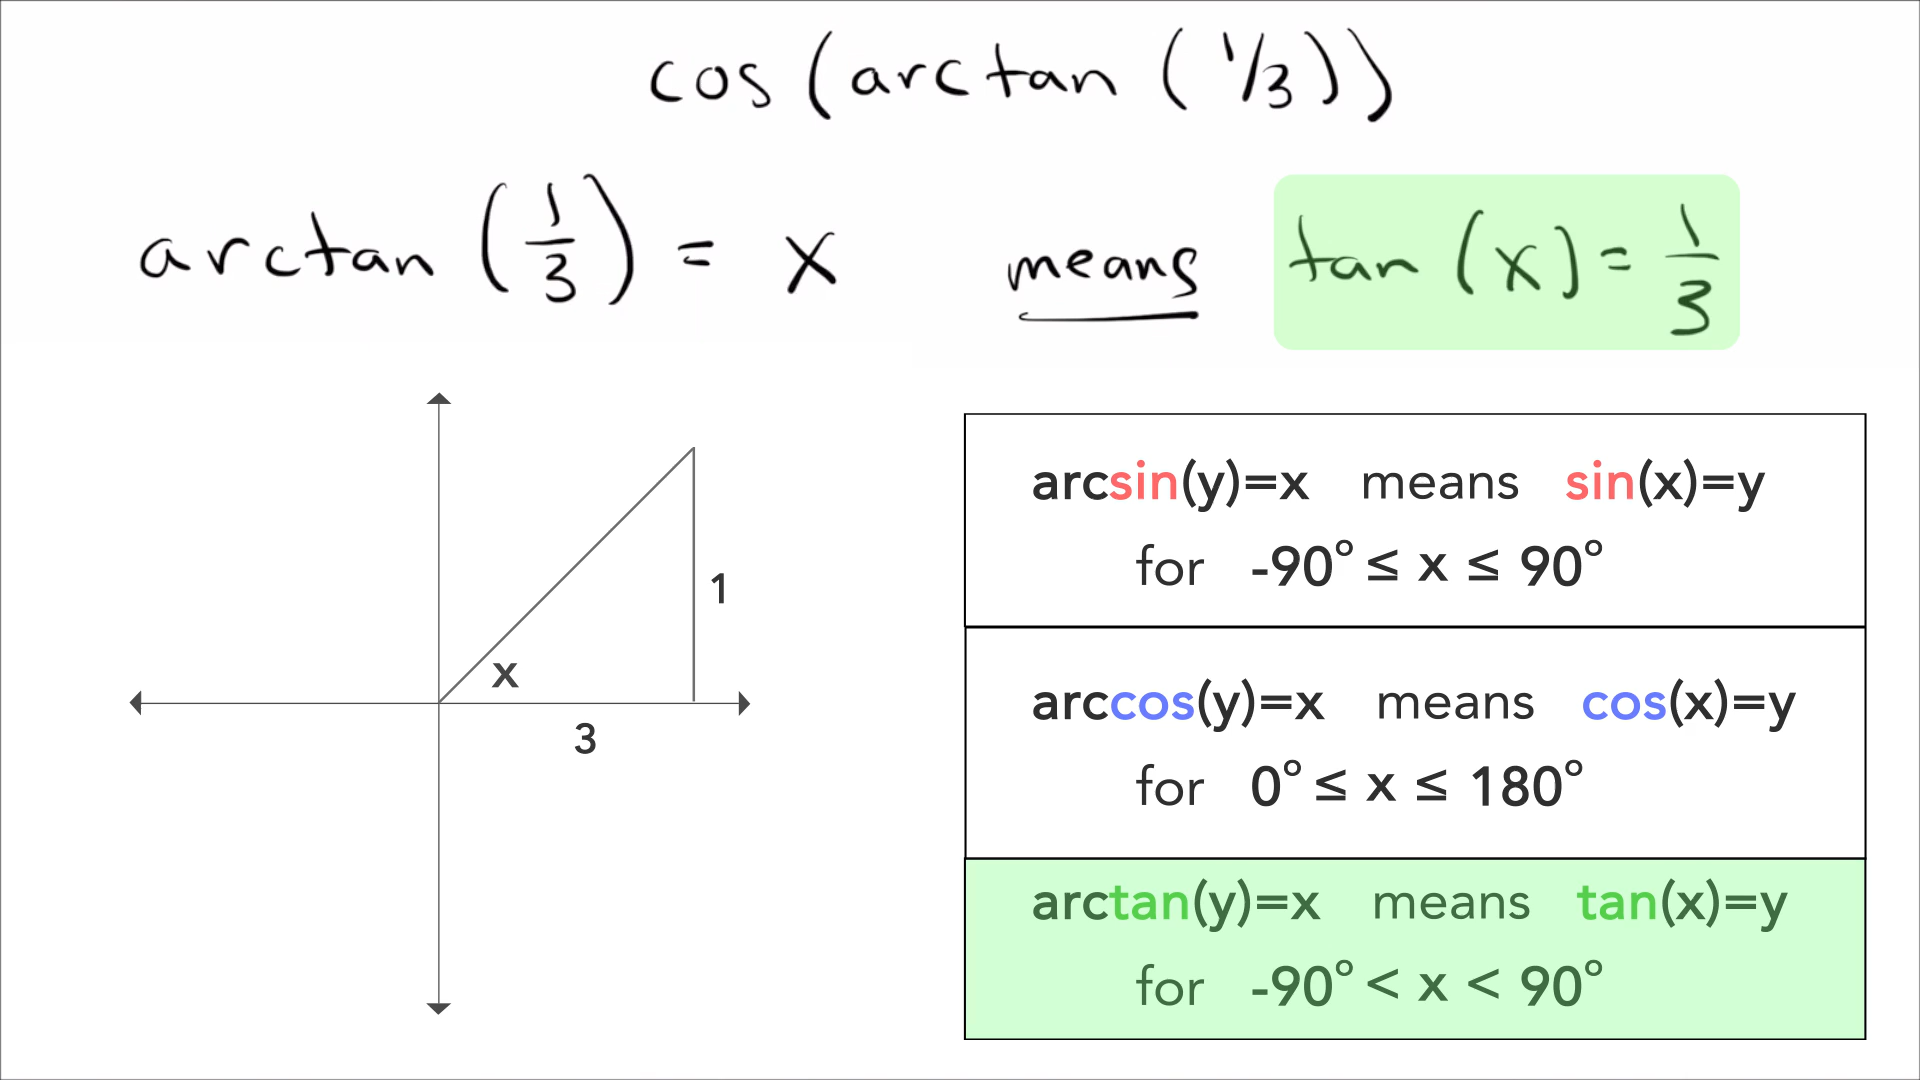 cos(arctan(1/3))
arctan(1/3) = x means tan(x) = 1/3
1
x
3
arcsin(y)=x means sin(x)=y
for -90° ≤ x ≤ 90°
arccos(y)=x means cos(x)=y
for 0° ≤ x ≤ 180°
arctan(y)=x means tan(x)=y
for -90° < x < 90°